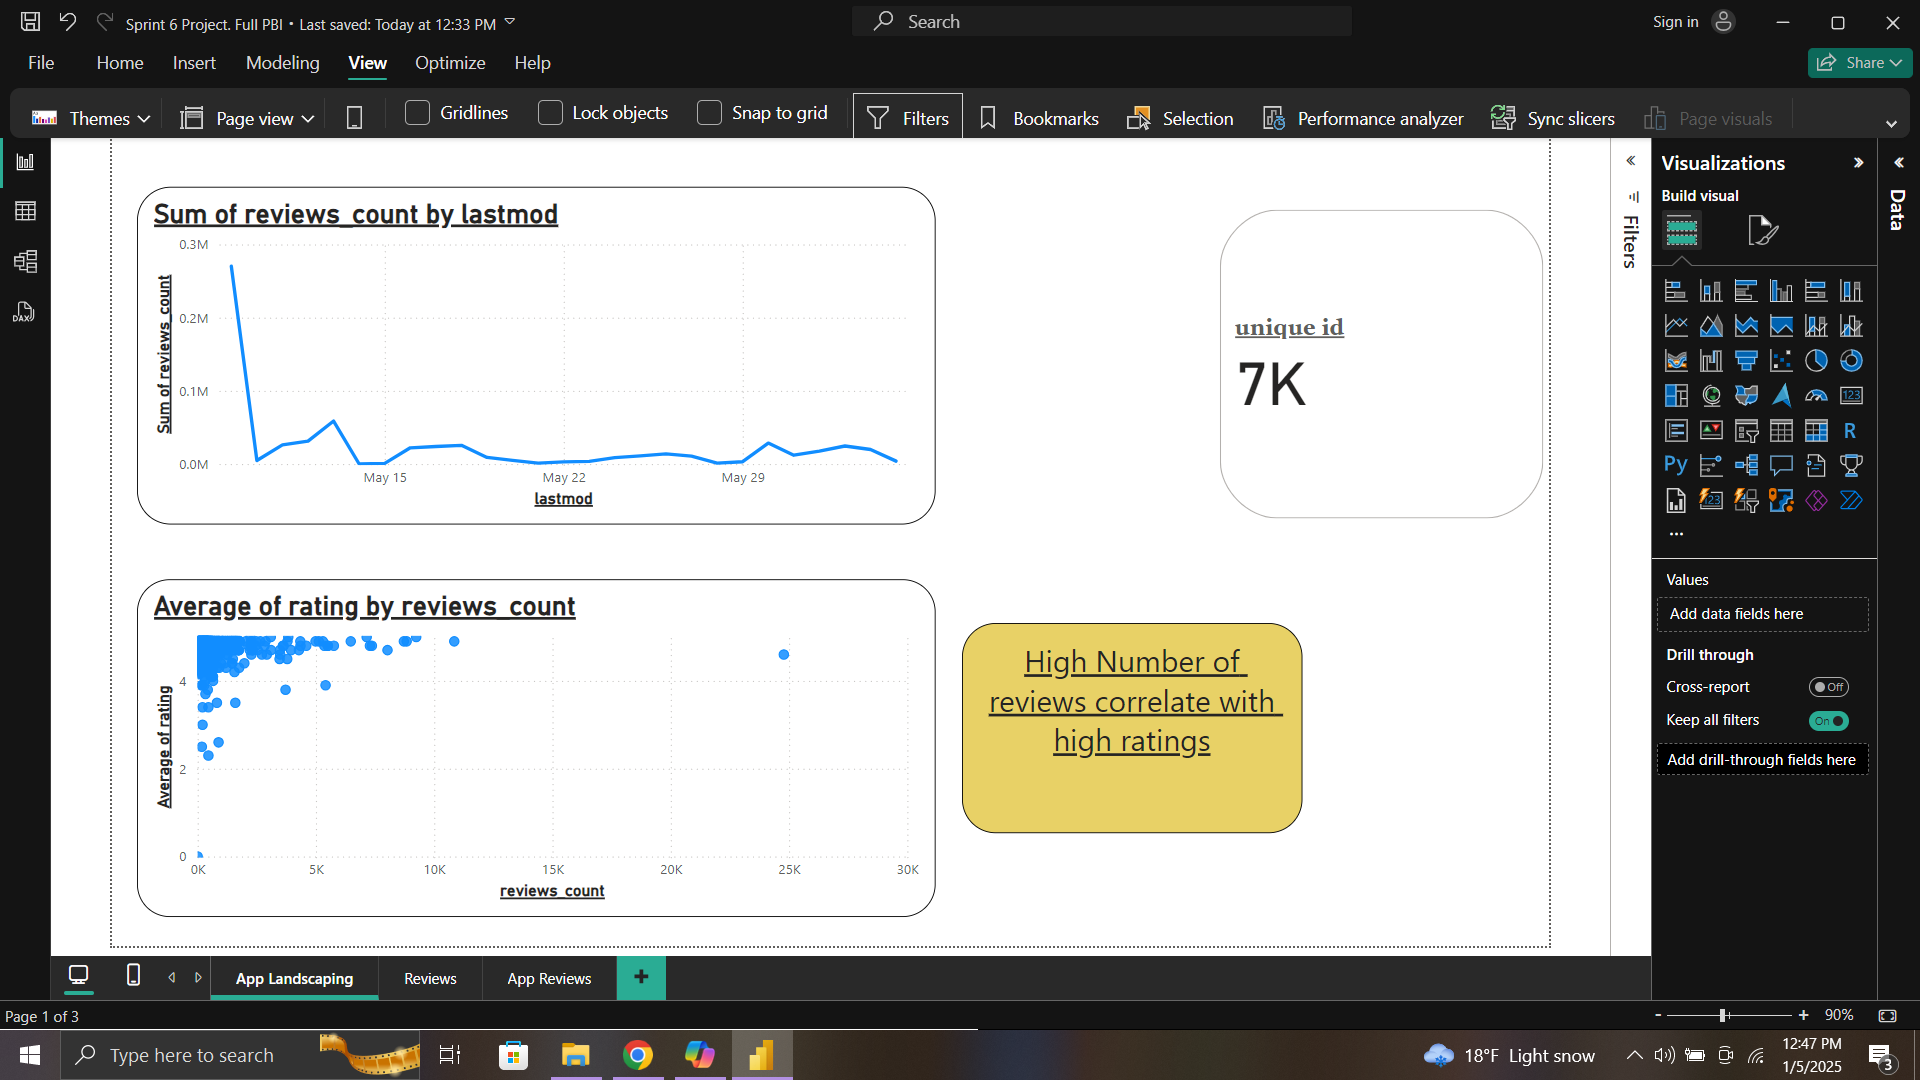 Sprint 6 Project. Full PBI • Last saved: Today at 12:33 PM
Search
Sign in
File Home Insert Modeling View Optimize Help
Share
Themes Page view Gridlines Lock objects Snap to grid Filters Bookmarks Selection Performance analyzer Sync slicers Page visuals
Sum of reviews_count by lastmod
Sum of reviews_count
0.3M
0.2M
0.1M
0.0M
May 15 May 22 May 29
lastmod
unique id
7K
Average of rating by reviews_count
Average of rating
4
2
0
0K 5K 10K 15K 20K 25K 30K
reviews_count
High Number of
reviews correlate with
high ratings
Filters
Visualizations
Build visual
123
R
Py
123
...
Values
Add data fields here
Drill through
Cross-report Off
Keep all filters On
Add drill-through fields here
Data
DAX
App Landscaping Reviews App Reviews +
Page 1 of 3
- + 90%
Type here to search
18°F Light snow
12:47 PM
1/5/2025
3